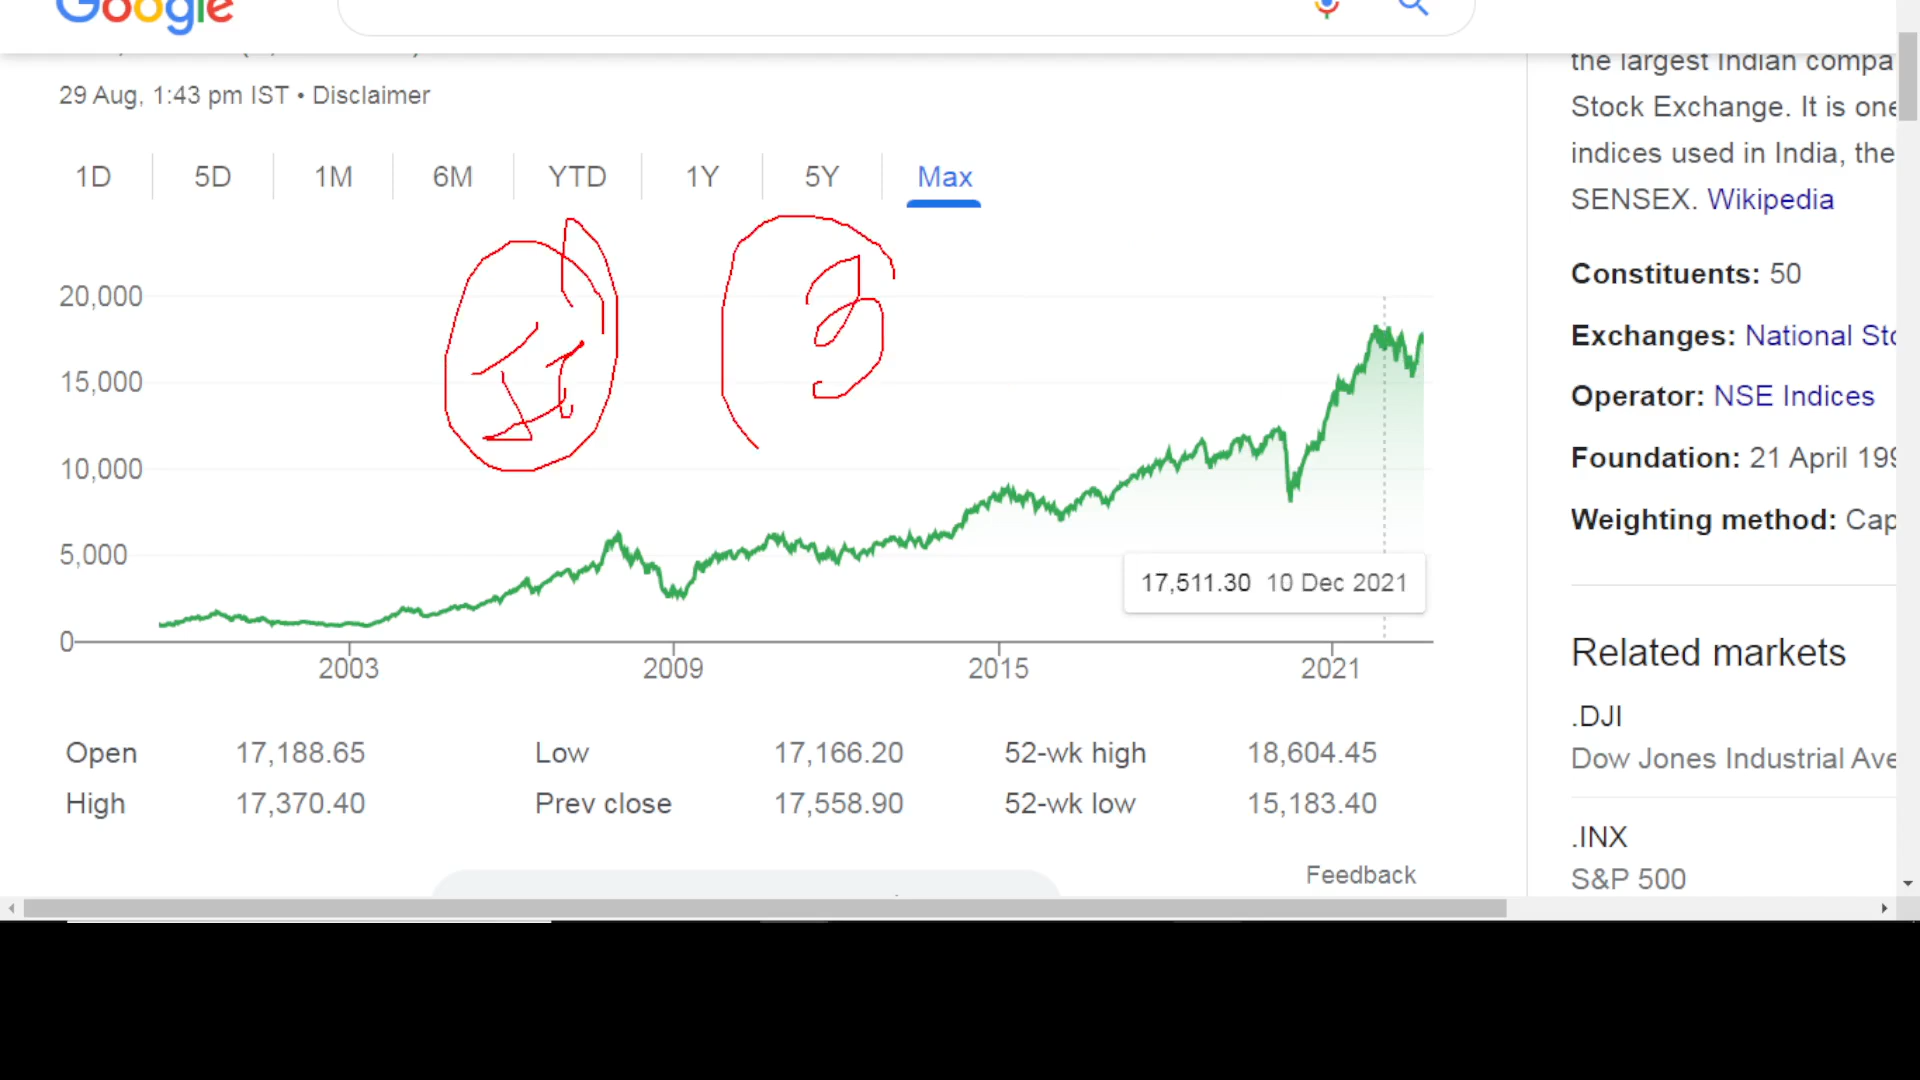 Google
29 Aug, 1:43 pm IST • Disclaimer
1D 5D 1M 6M YTD 1Y 5Y Max
20,000
15,000
10,000
5,000
0
2003 2009 2015 2021
17,511.30 10 Dec 2021
3
Open 17,188.65 Low 17,166.20 52-wk high 18,604.45
High 17,370.40 Prev close 17,558.90 52-wk low 15,183.40
Feedback
the largest Indian compa
Stock Exchange. It is one
indices used in India, the
SENSEX. Wikipedia
Constituents: 50
Exchanges: National Sto
Operator: NSE Indices
Foundation: 21 April 199
Weighting method: Cap
Related markets
.DJI
Dow Jones Industrial Ave
.INX
S&P 500